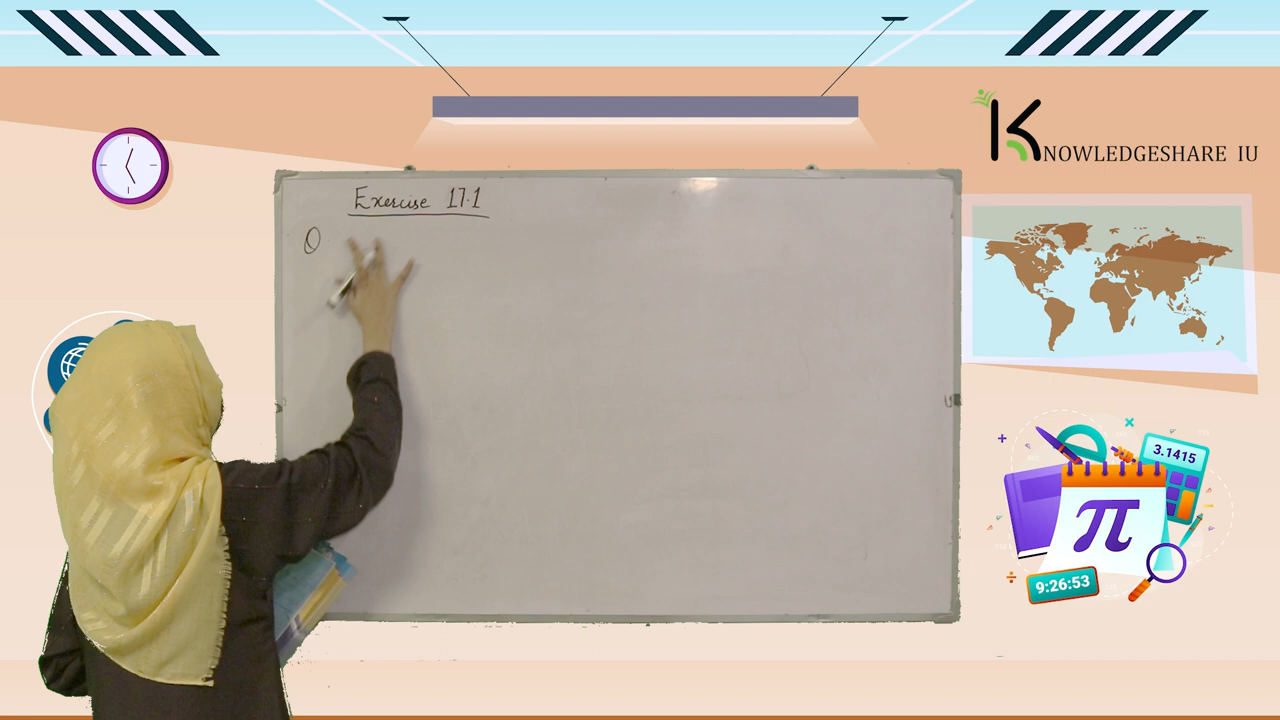 KNOWLEDGESHARE IU
Exercise 17.1
Q
3.1415
π
9:26:53